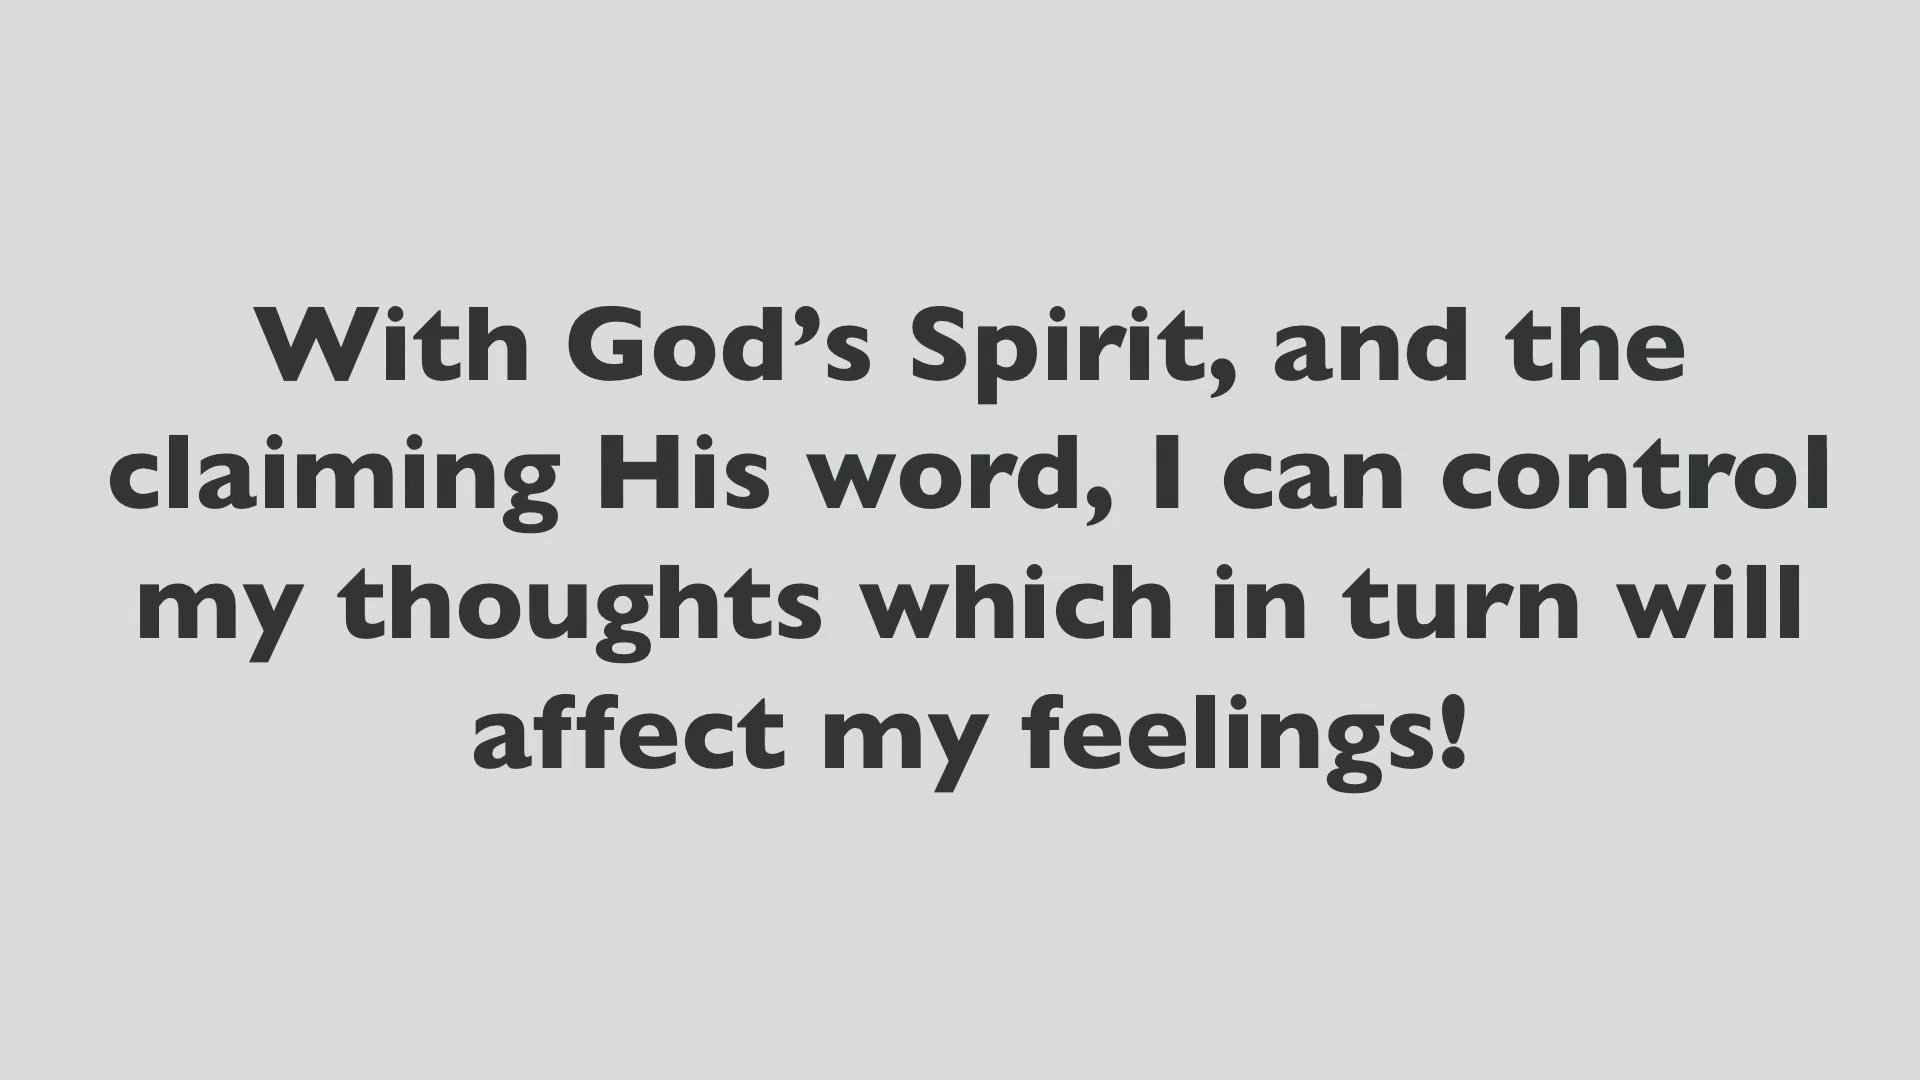 With God’s Spirit, and the
claiming His word, I can control
my thoughts which in turn will
affect my feelings!